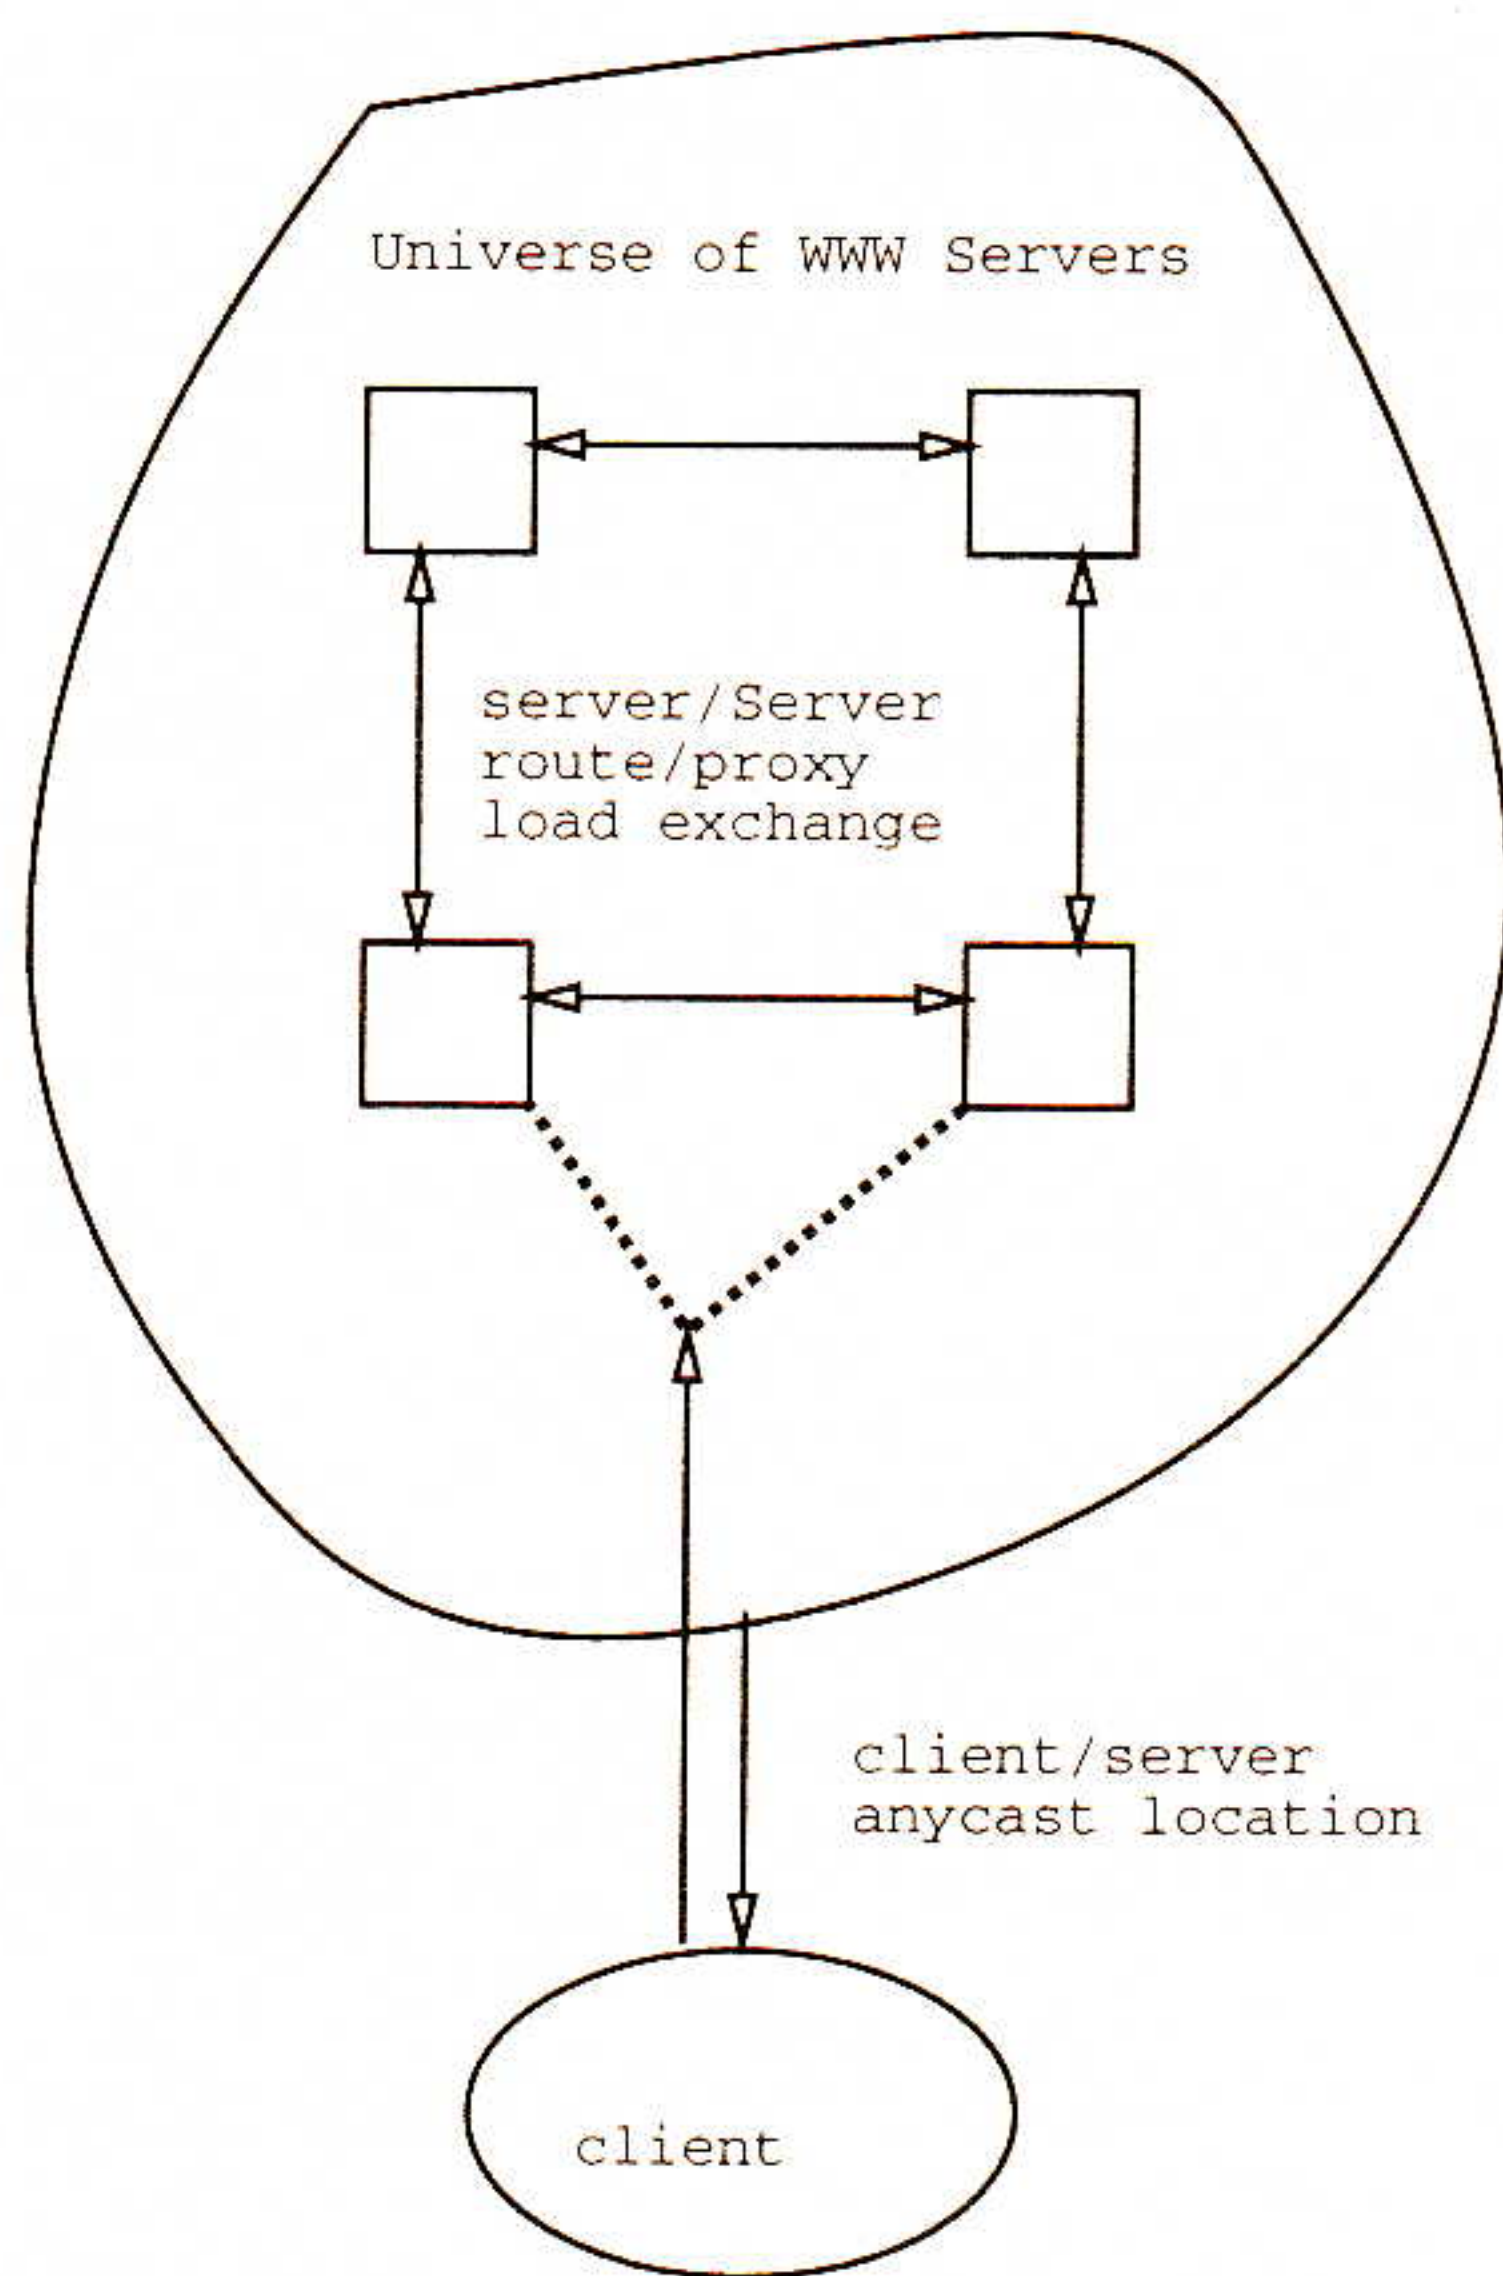 Universe of WWW Servers
server/Server
route/proxy
load exchange
client/server
anycast location
client